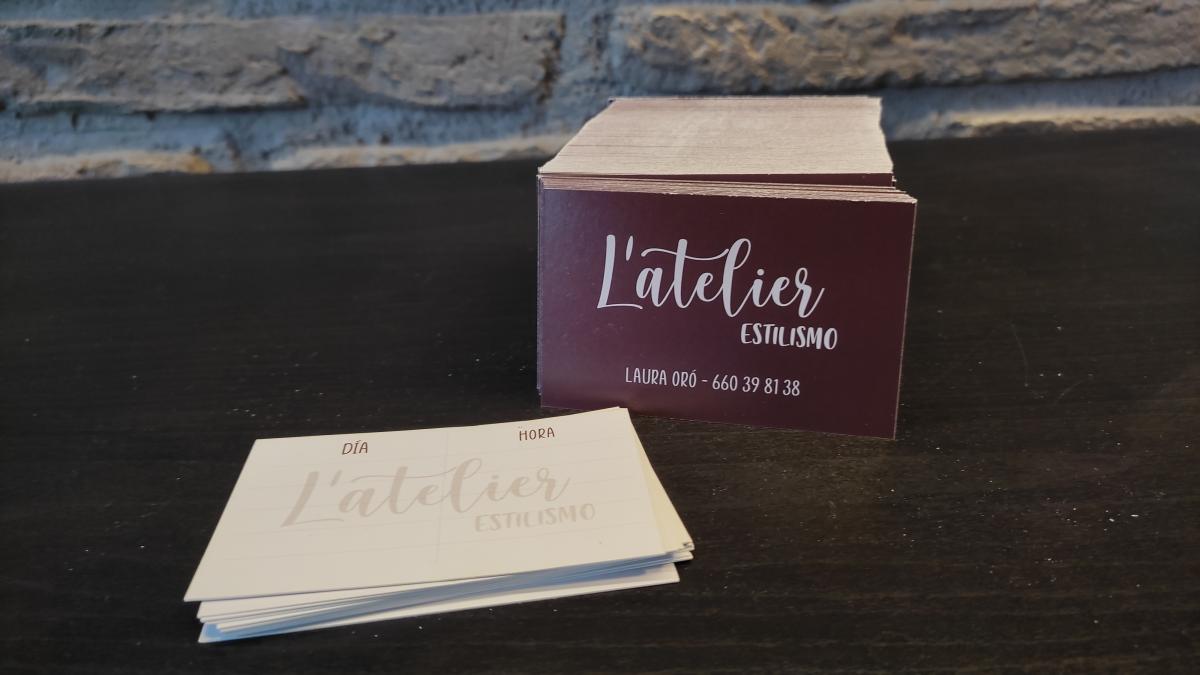 L'atelier
ESTILISMO
LAURA ORÓ - 660 39 81 38
DÍA HORA
L'atelier
ESTILISMO